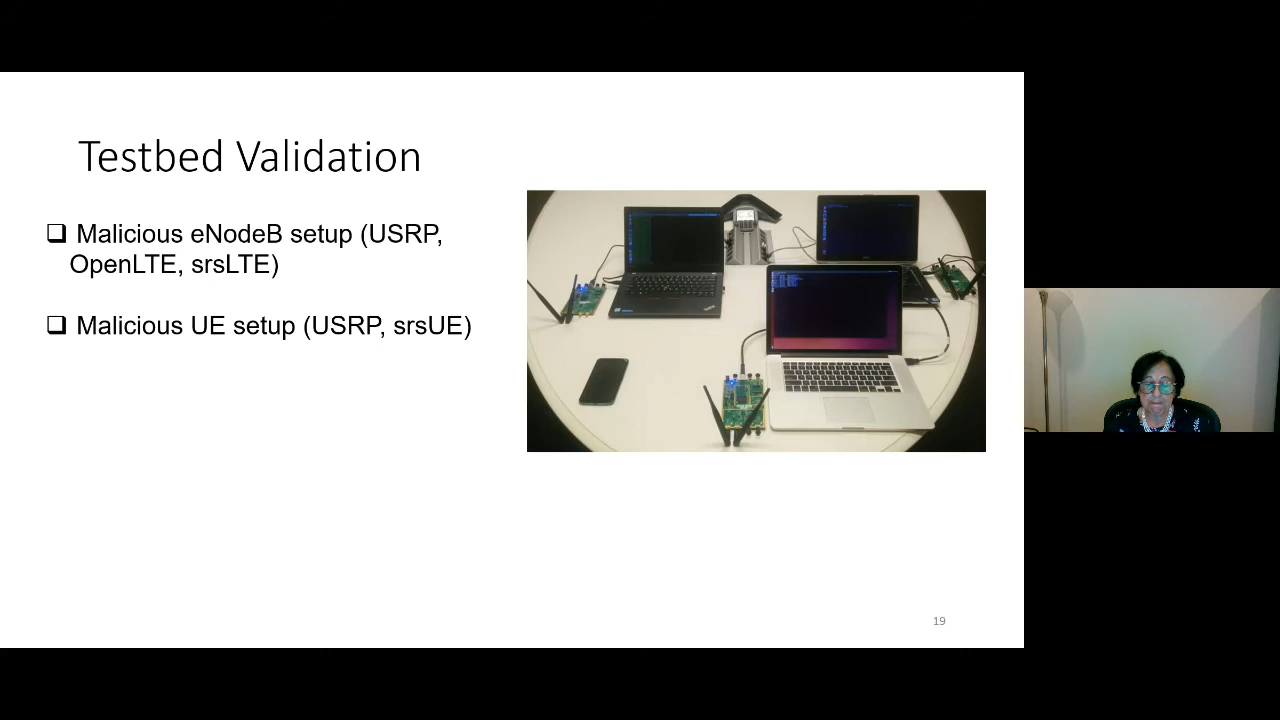 Testbed Validation
❑ Malicious eNodeB setup (USRP,
OpenLTE, srsLTE)
❑ Malicious UE setup (USRP, srsUE)
19